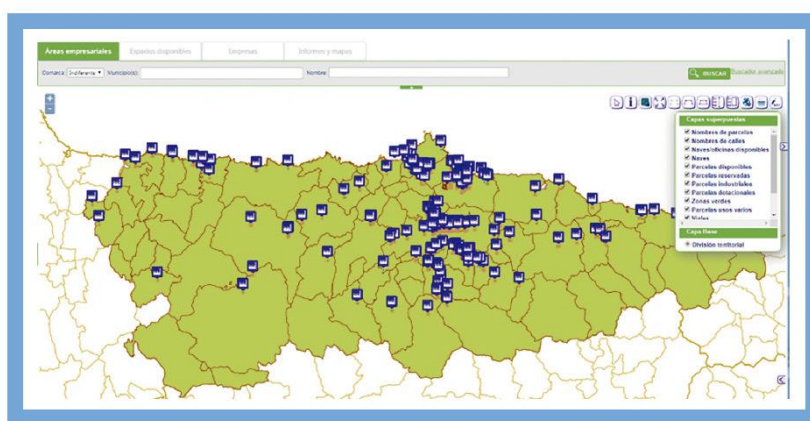 Áreas empresariales
Espacios disponibles
Empresas
Informes y mapas
Comarca: Indiferente
Municipio(s):
Nombre:
BUSCAR
Buscador avanzado
Capas superpuestas
Nombres de parcelas
Nombres de calles
Naves/oficinas disponibles
Naves
Parcelas disponibles
Parcelas reservadas
Parcelas industriales
Parcelas dotacionales
Zonas verdes
Parcelas usos varios
Viales
Capa Base
División territorial